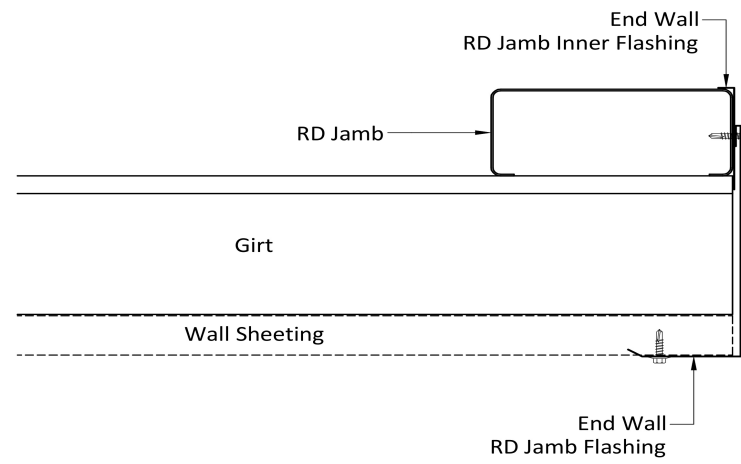 End Wall
RD Jamb Inner Flashing
RD Jamb
Girt
Wall Sheeting
End Wall
RD Jamb Flashing